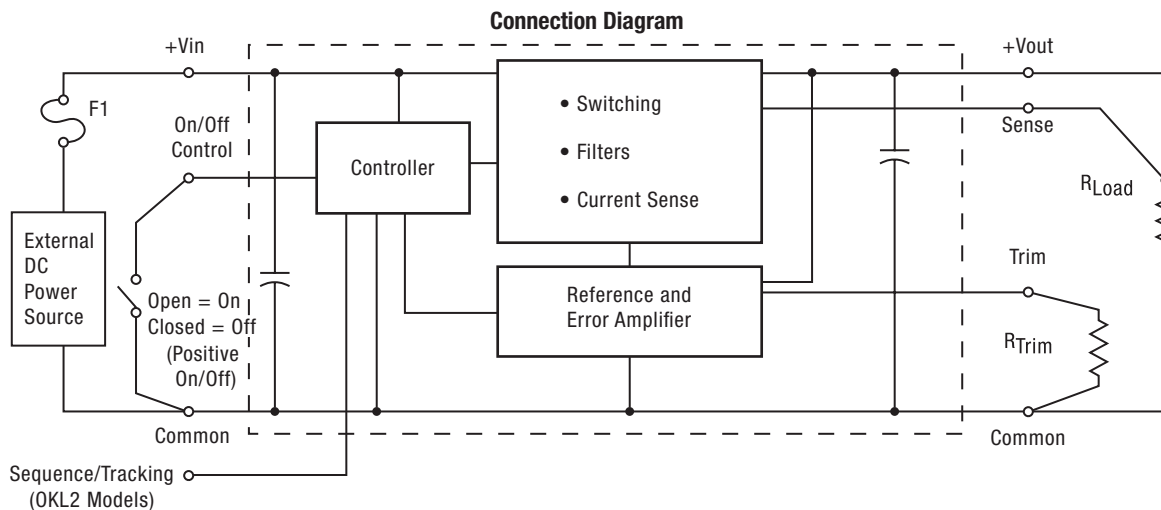 Connection Diagram
+Vin
+Vout
F1
On/Off
Control
Controller
• Switching
• Filters
• Current Sense
Sense
RLoad
External
DC
Power
Source
Open = On
Closed = Off
(Positive
On/Off)
Reference and
Error Amplifier
Trim
RTrim
Common
Common
Sequence/Tracking
(OKL2 Models)